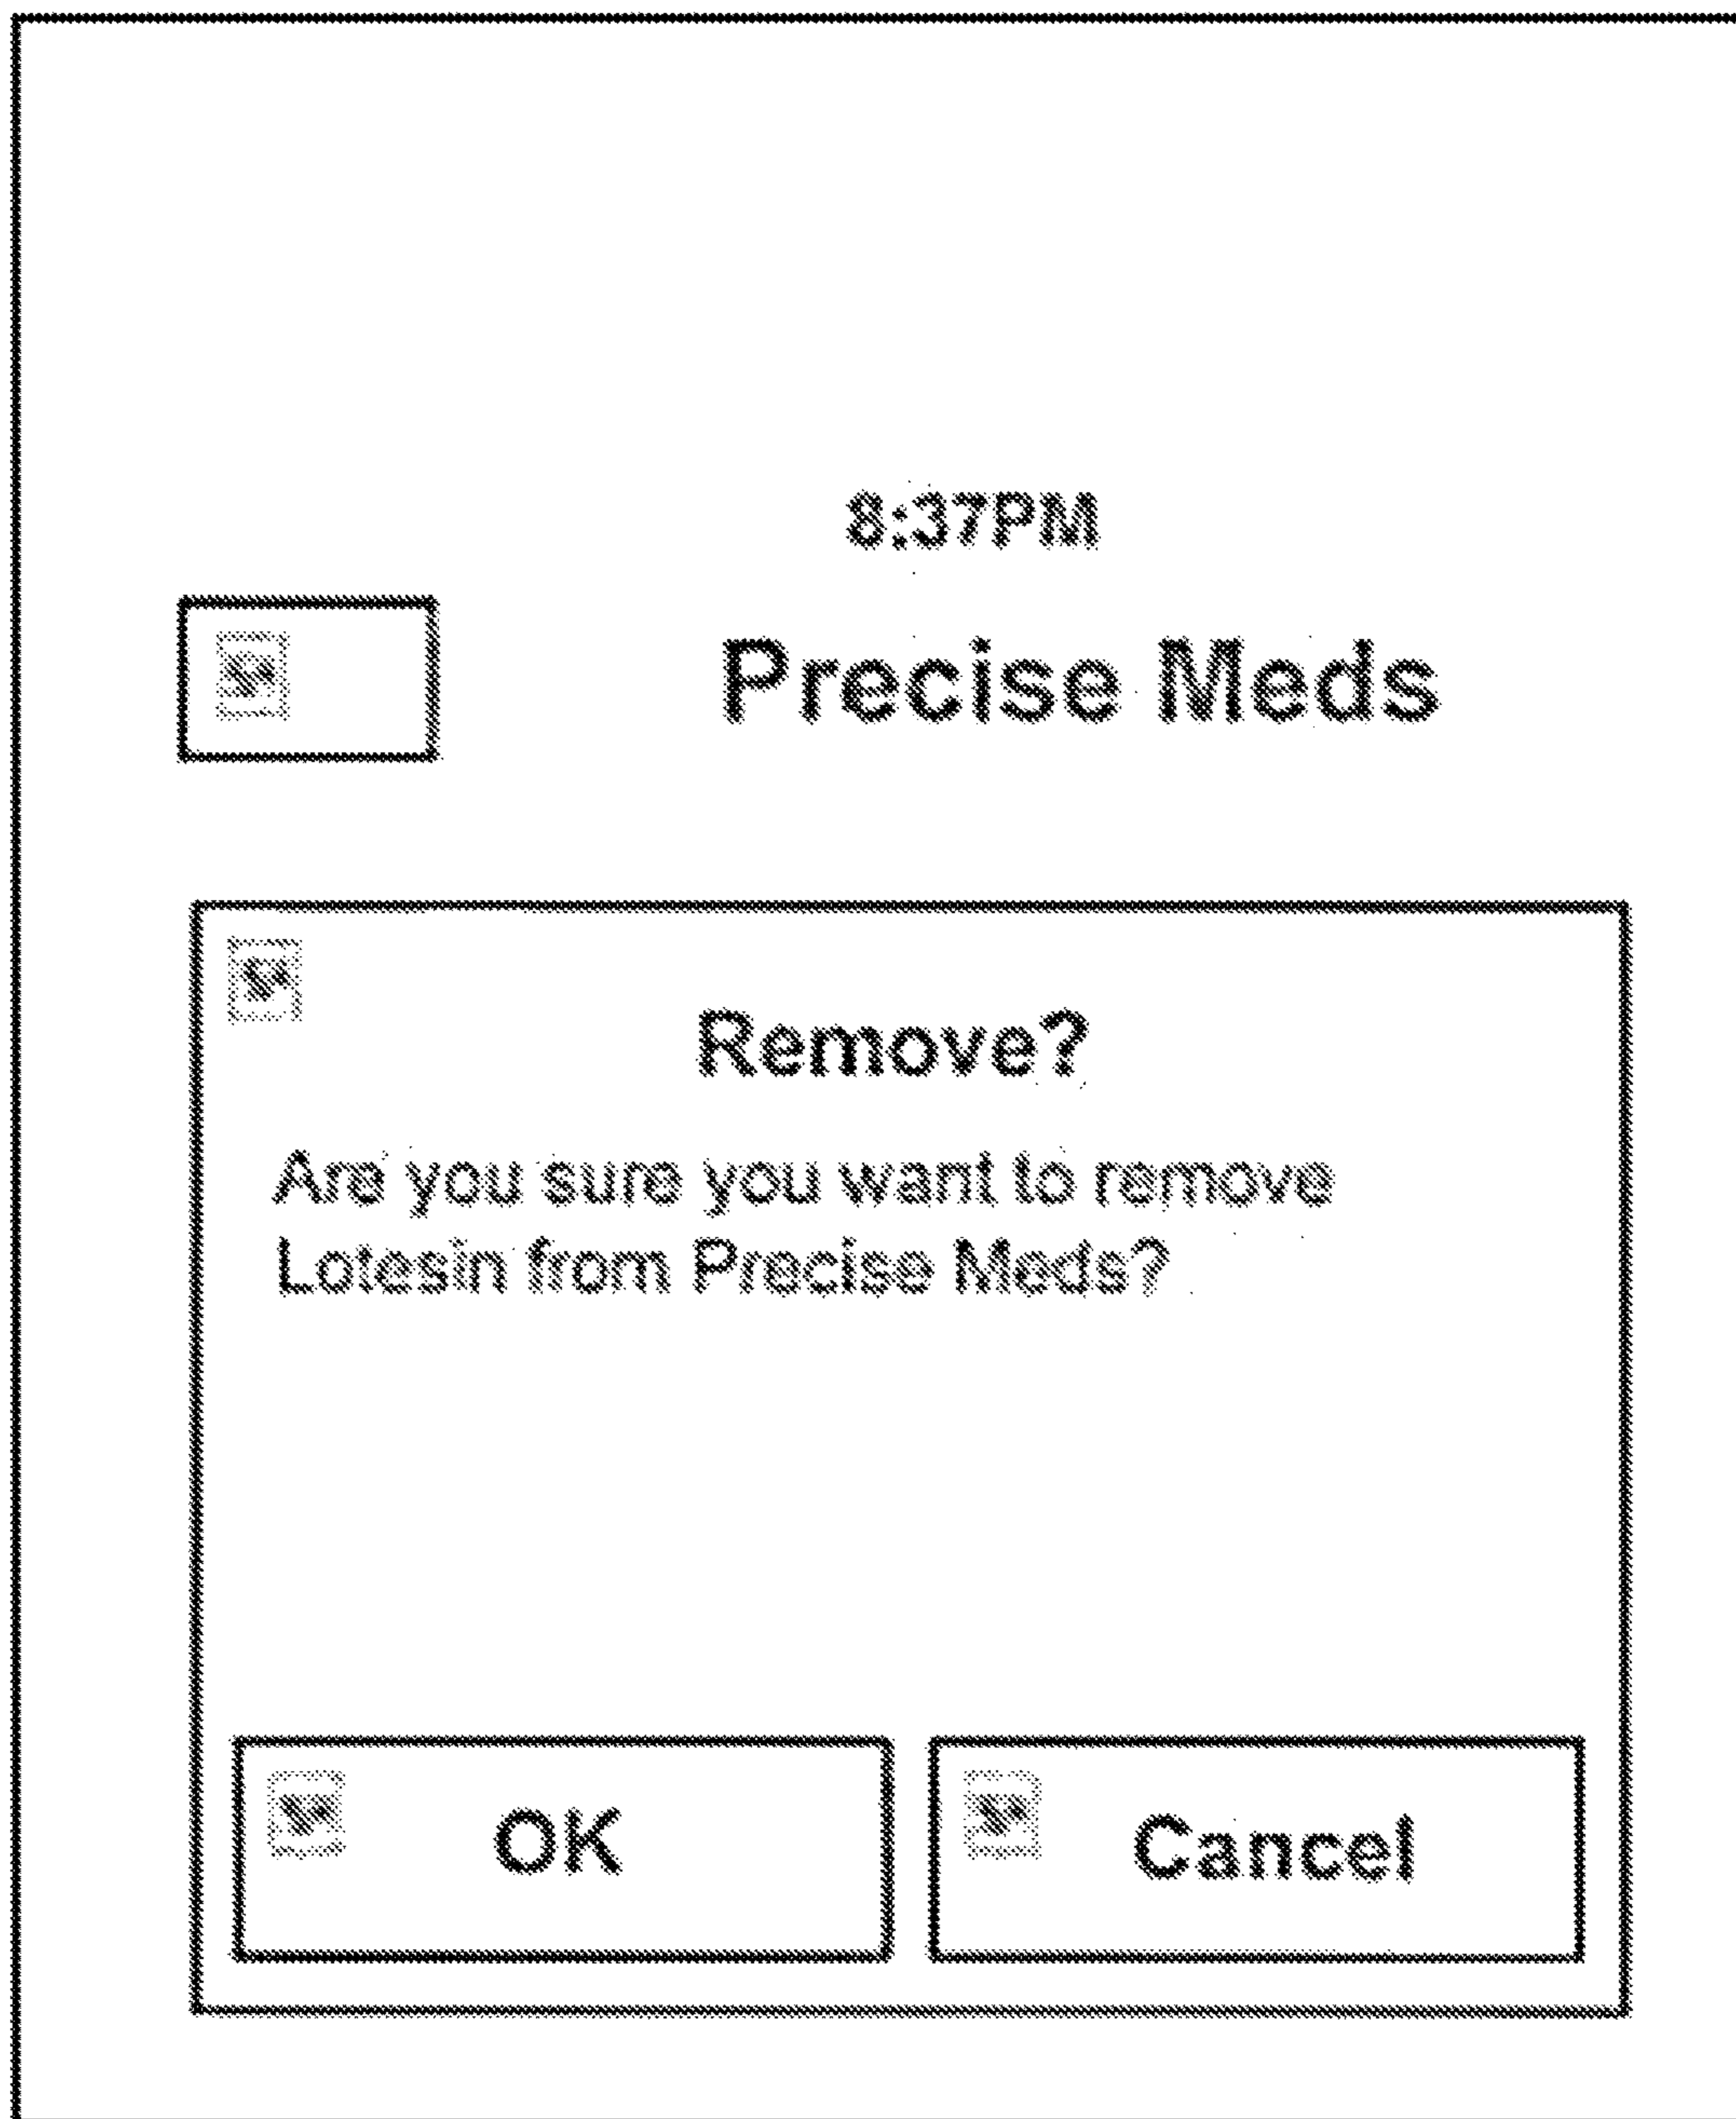 8:37PM
Precise Meds
Remove?
Are you sure you want to remove
Lotesin from Precise Meds?
OK
Cancel